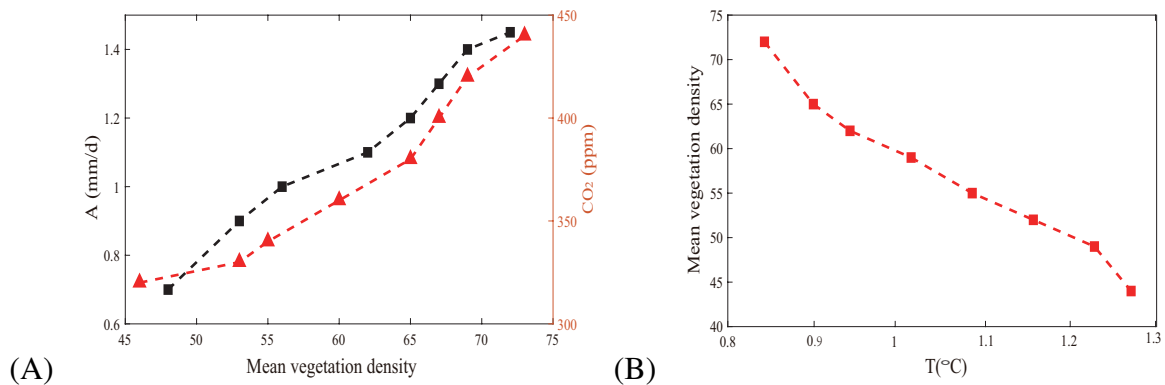 A (mm/d)
1.4
1.2
1
0.8
0.6
450
400
350
300
CO₂ (ppm)
45 50 55 60 65 70 75
Mean vegetation density
(A)
Mean vegetation density
75
70
65
60
55
50
45
40
0.8 0.9 1 1.1 1.2 1.3
T(°C)
(B)